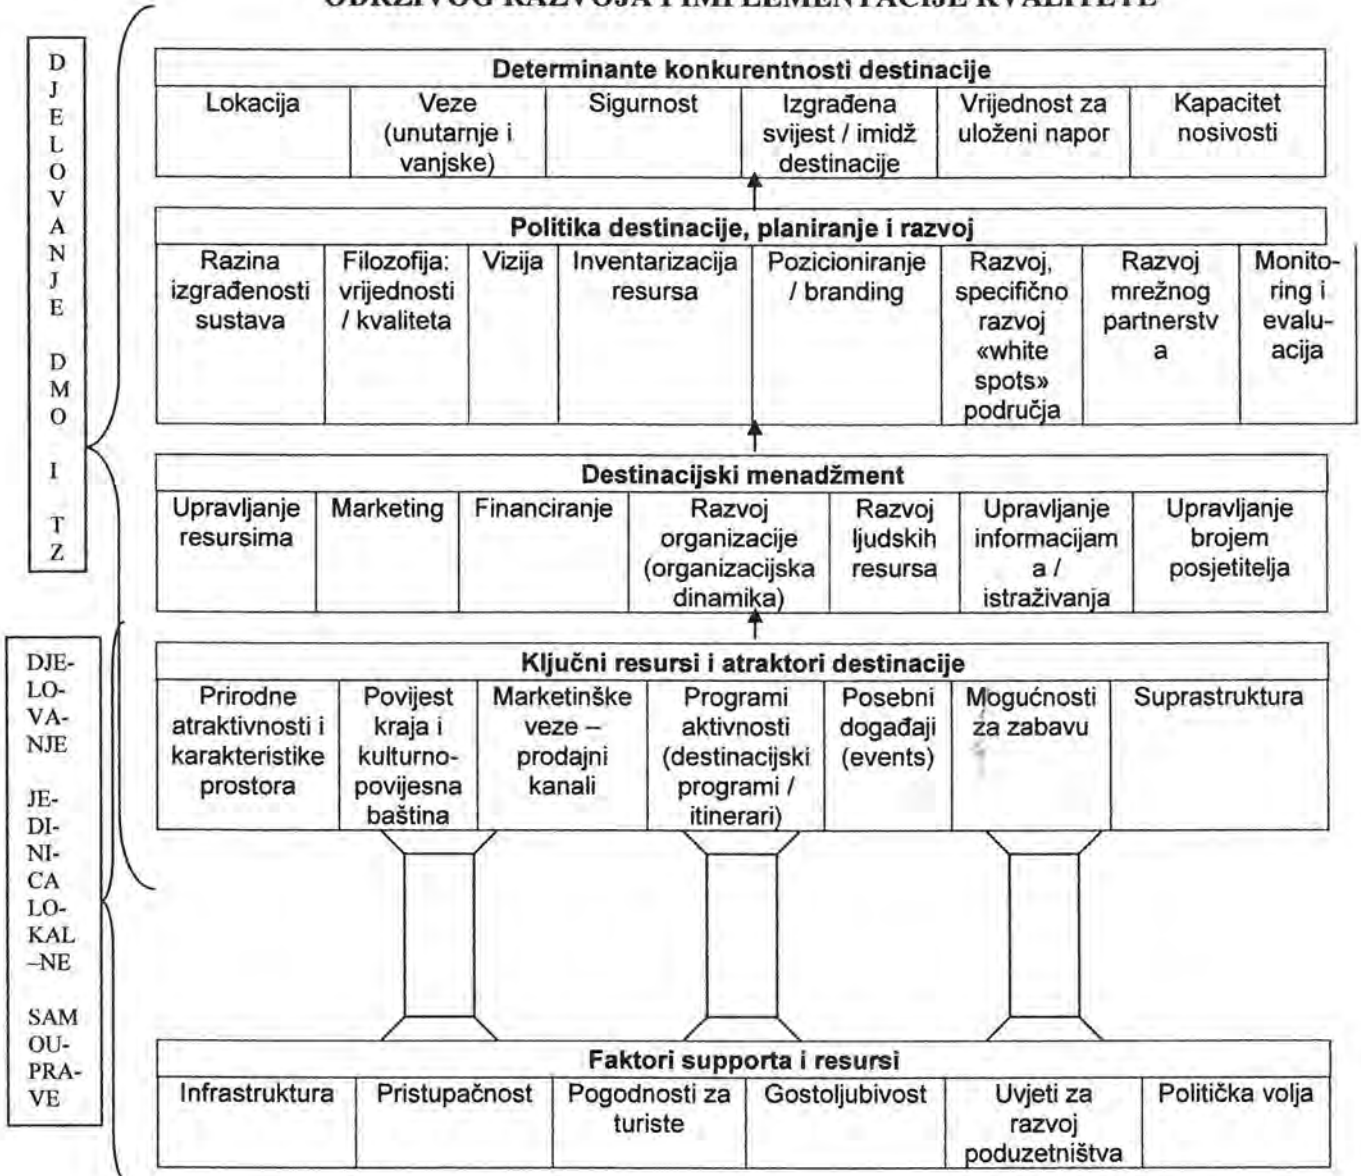 ODRŽIVOG RAZVOJA I IMPLEMENTACIJE KVALITETE
D
J
E
L
O
V
A
N
J
E
D
M
O
I
T
Z
Determinante konkurentnosti destinacije
Lokacija
Veze
(unutarnje i
vanjske)
Sigurnost
Izgrađena
svijest / imidž
destinacije
Vrijednost za
uloženi napor
Kapacitet
nosivosti
Politika destinacije, planiranje i razvoj
Razina
izgrađenosti
sustava
Filozofija:
vrijednosti
/ kvaliteta
Vizija
Inventarizacija
resursa
Pozicioniranje
/ branding
Razvoj,
specifično
razvoj
«white
spots»
područja
Razvoj
mrežnog
partnerstv
a
Monito-
ring i
evalu-
acija
Destinacijski menadžment
Upravljanje
resursima
Marketing
Financiranje
Razvoj
organizacije
(organizacijska
dinamika)
Razvoj
ljudskih
resursa
Upravljanje
informacijam
a /
istraživanja
Upravljanje
brojem
posjetitelja
DJE-
LO-
VA-
NJE
JE-
DI-
NI-
CA
LO-
KAL
–NE
SAM
OU-
PRA-
VE
Ključni resursi i atraktori destinacije
Prirodne
atraktivnosti i
karakteristike
prostora
Povijest
kraja i
kulturno-
povijesna
baština
Marketinške
veze –
prodajni
kanali
Programi
aktivnosti
(destinacijski
programi /
itinerari)
Posebni
događaji
(events)
Mogućnosti
za zabavu
Suprastruktura
Faktori supporta i resursi
Infrastruktura
Pristupačnost
Pogodnosti za
turiste
Gostoljubivost
Uvjeti za
razvoj
poduzetništva
Politička volja